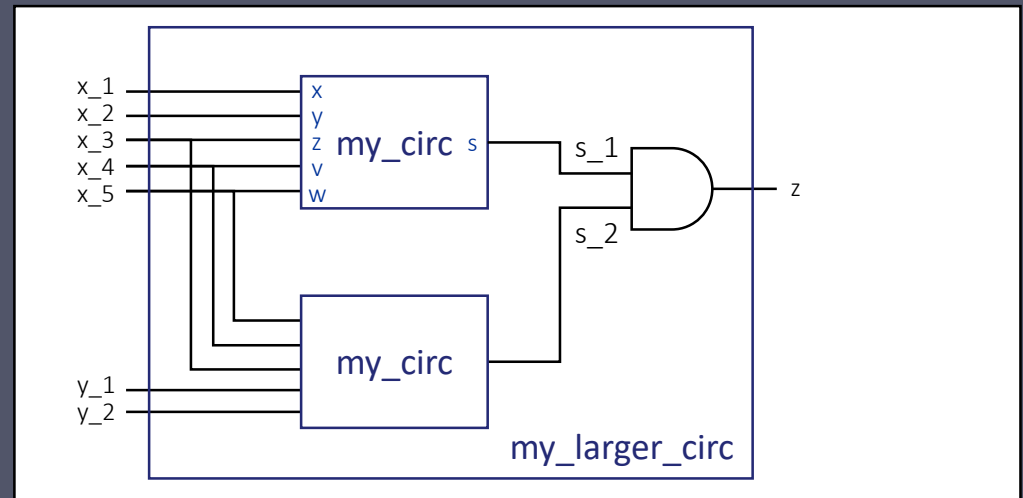 x_1
x_2
x_3
x_4
x_5
x
y
z
v
w
my_circ
s
s_1
s_2
z
my_circ
y_1
y_2
my_larger_circ